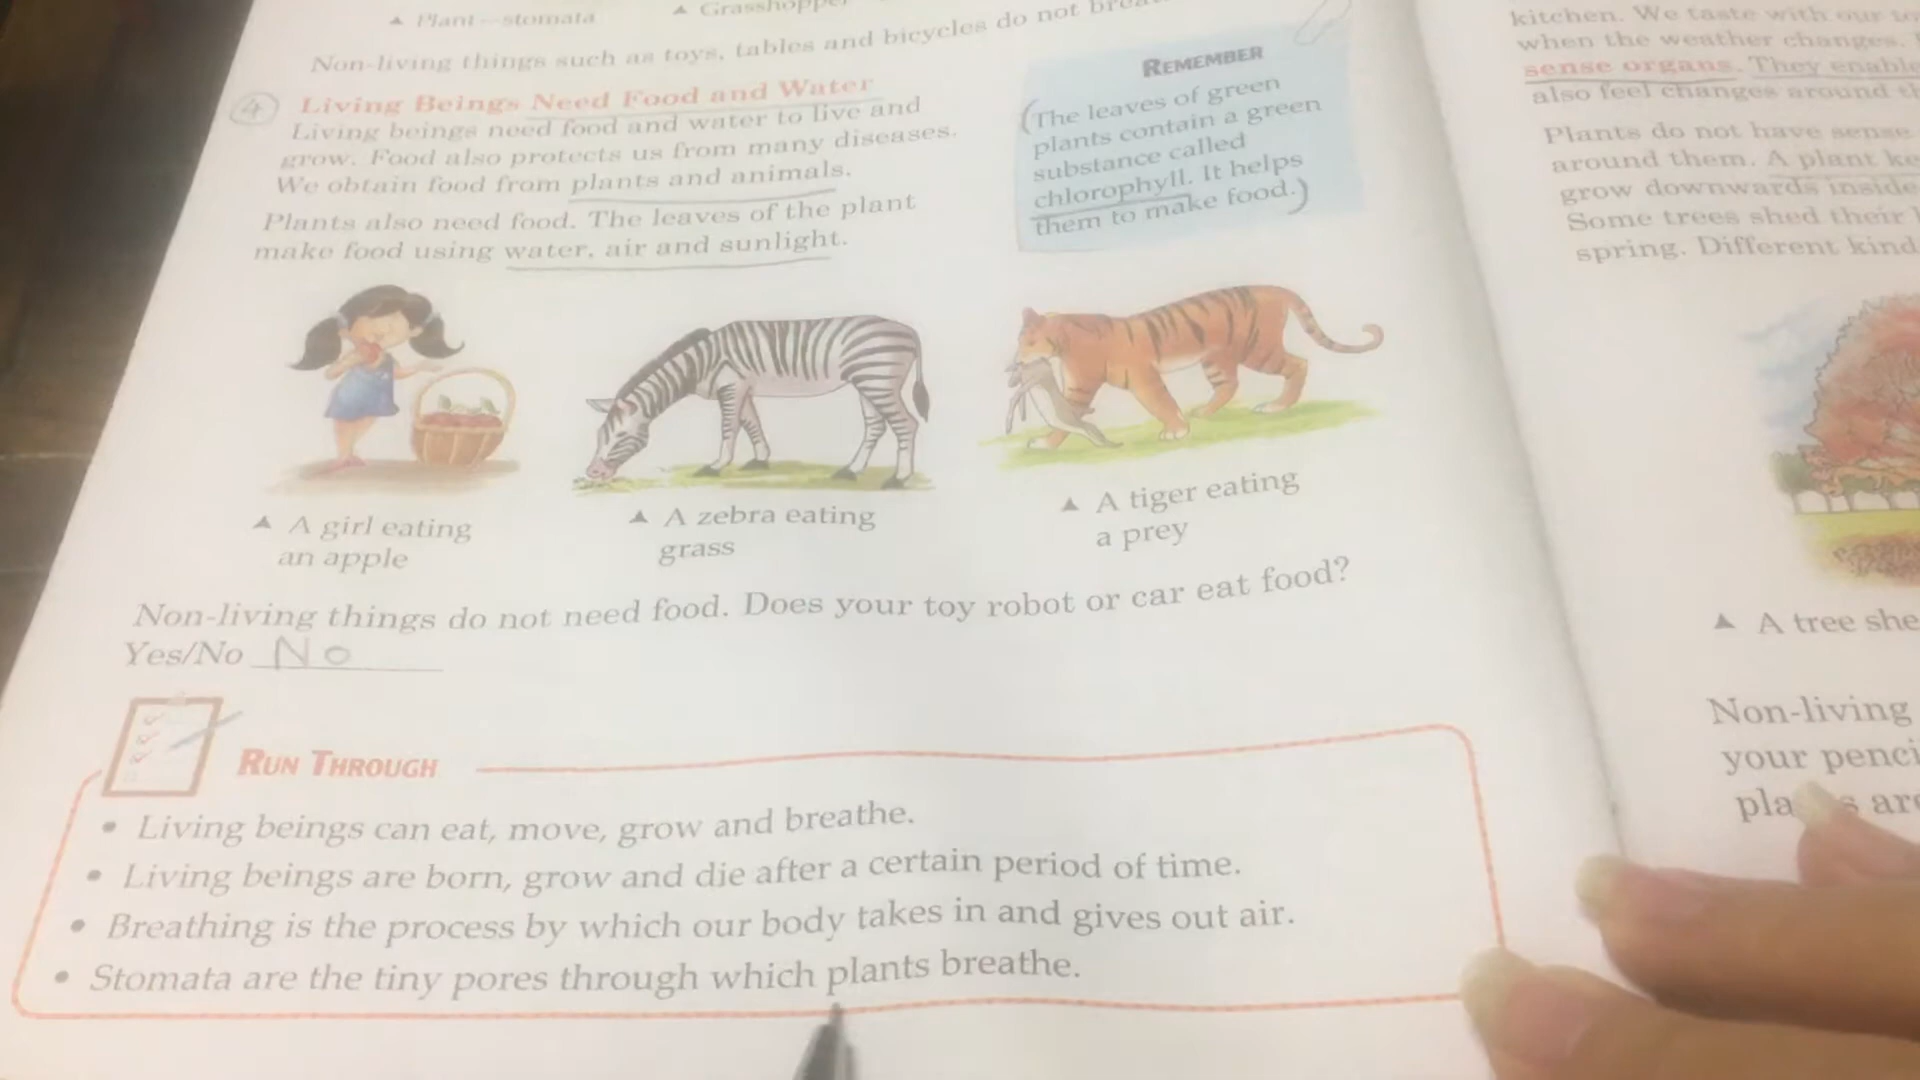 ▲ Plant – stomata
▲ Grasshopper
Non-living things such as toys, tables and bicycles do not
4 Living Beings Need Food and Water
Living beings need food and water to live and
grow. Food also protects us from many diseases.
We obtain food from plants and animals.
Plants also need food. The leaves of the plant
make food using water, air and sunlight.
REMEMBER
(The leaves of green
plants contain a green
substance called
chlorophyll. It helps
them to make food.)
▲ A girl eating
an apple
▲ A zebra eating
grass
▲ A tiger eating
a prey
Non-living things do not need food. Does your toy robot or car eat food?
Yes/No No
RUN THROUGH
• Living beings can eat, move, grow and breathe.
• Living beings are born, grow and die after a certain period of time.
• Breathing is the process by which our body takes in and gives out air.
• Stomata are the tiny pores through which plants breathe.
kitchen. We taste with our
when the weather changes.
sense organs. They enable
also feel changes around
Plants do not have sense
around them. A plant
grow downwards inside
Some trees shed their
spring. Different kind
▲ A tree
Non-living
your